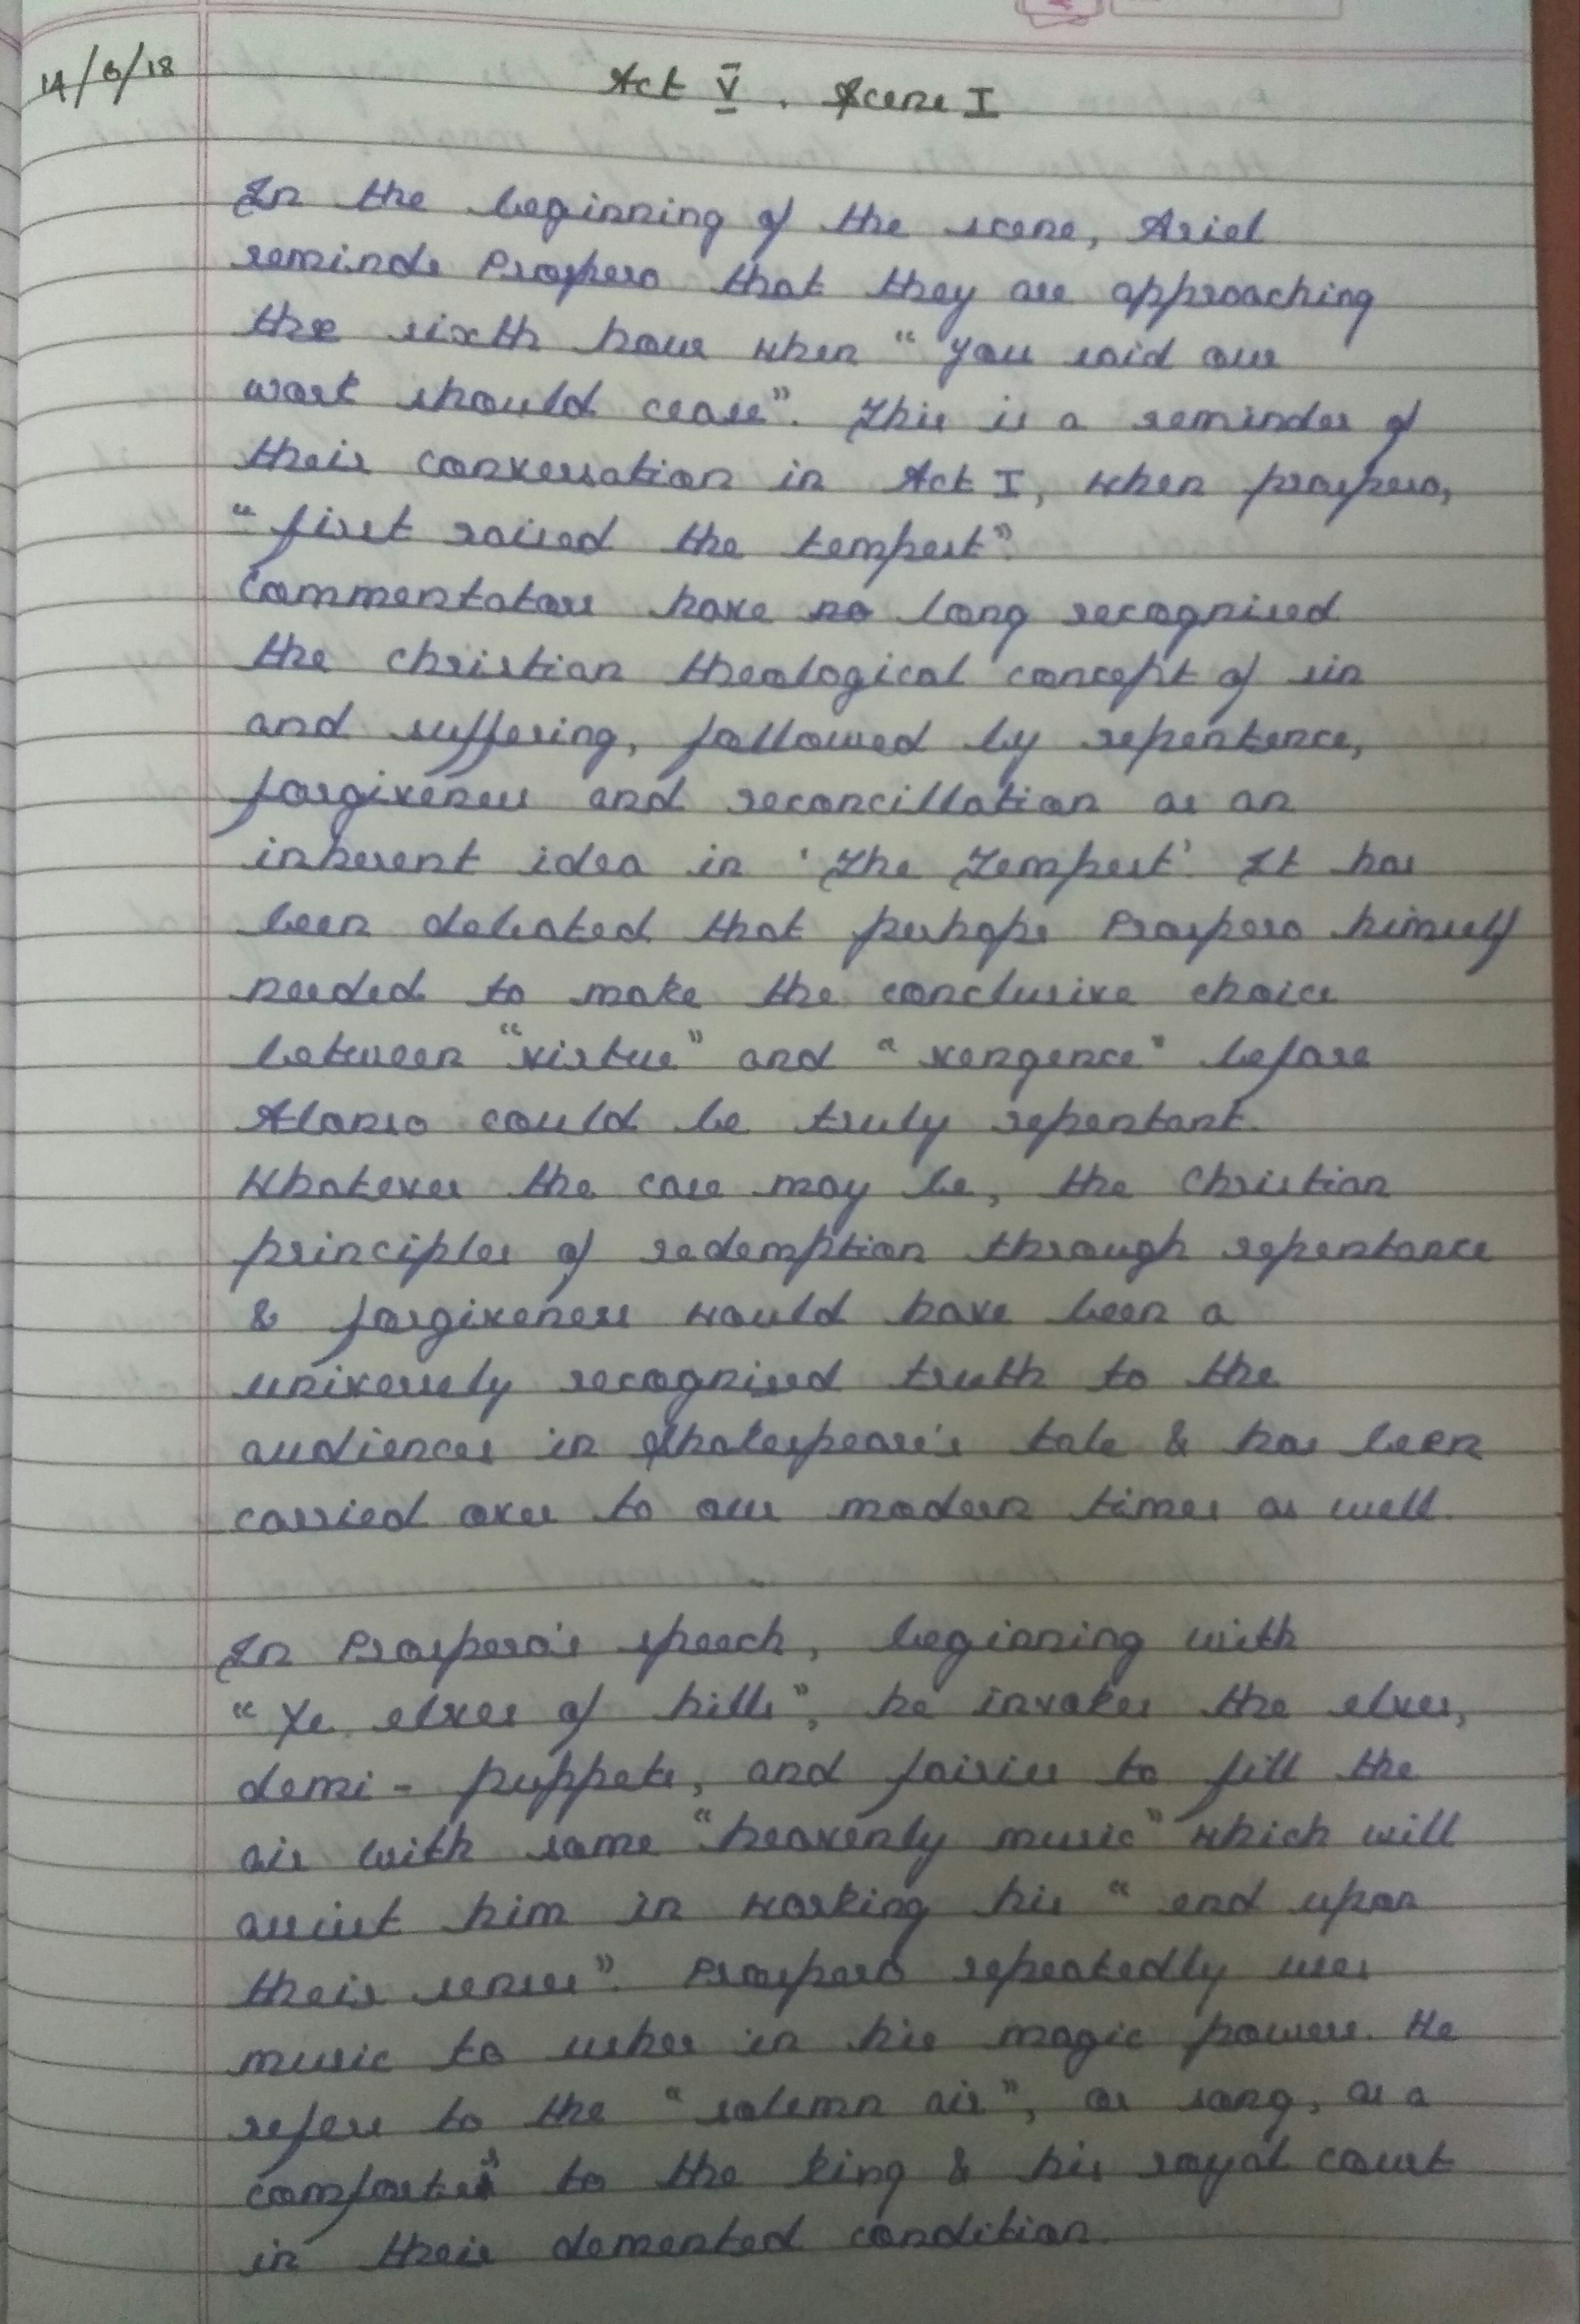 14/6/18
Act V. Scene I
In the beginning of the scene, Ariel
reminds Prospero that they are approaching
the sixth hour when "you said our
work should cease". This is a reminder of
their conversation in Act I, when prospero,
"first raised the tempest".
Commentators have no long recognised
the christian theological concept of sin
and suffering, followed by repentence,
forgiveness and reconcillation as an
inherent idea in 'The Tempest'. It has
been debated that perhaps Prospero himself
needed to make the conclusive choice
between "virtue" and "vengence" before
Alonso could be truly repentant.
Whatever the case may be, the Christian
principles of redemption through repentance
& forgiveness would have been a
universely recognised truth to the
audiences in Shakespeare's tale & has been
carried over to our modern times as well.
In Prospero's speech, beginning with
"Ye elves of hills", he invokes the elves,
demi-puppets, and fairies to fill the
air with some "heavenly music" which will
assist him in working his "end upon
their senses". Prospero repeatedly uses
music to usher in his magic powers. He
refers to the "solemn air", or song, as a
comforter" to the king & his royal court
in their demented condition.